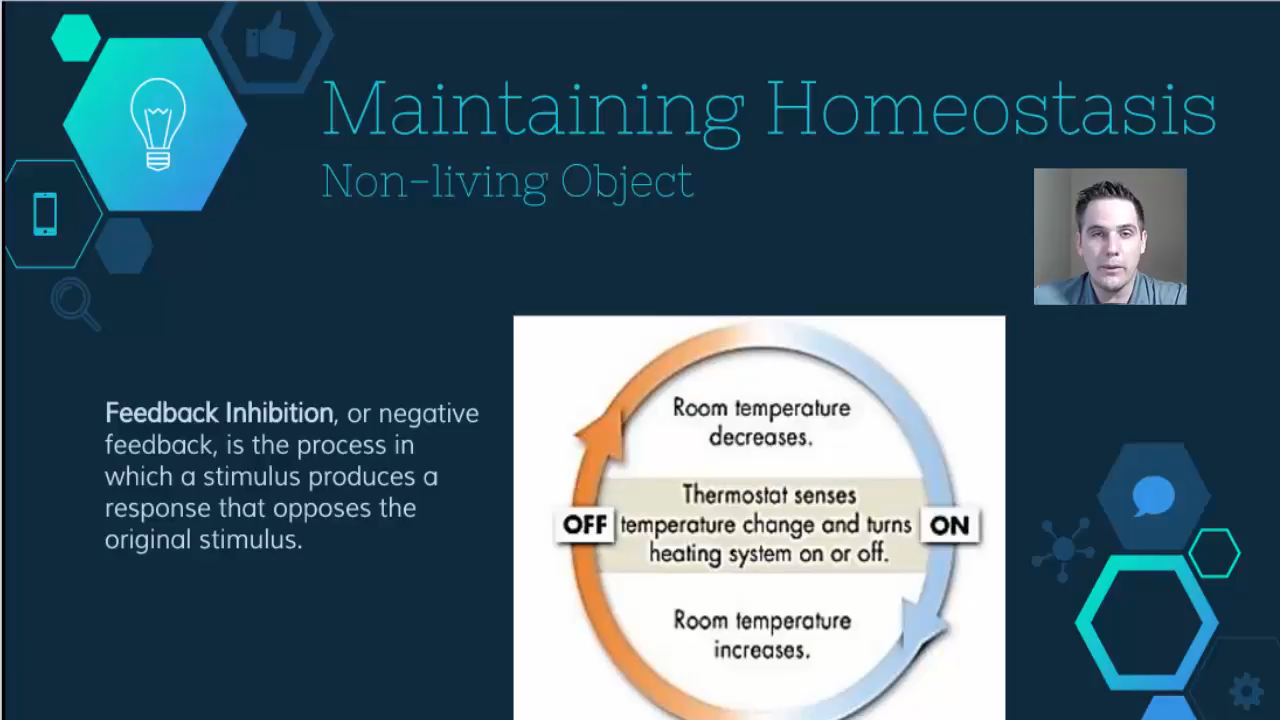 Maintaining Homeostasis
Non-living Object
Feedback Inhibition, or negative
feedback, is the process in
which a stimulus produces a
response that opposes the
original stimulus.
Room temperature
decreases.
Thermostat senses
OFF temperature change and turns ON
heating system on or off.
Room temperature
increases.